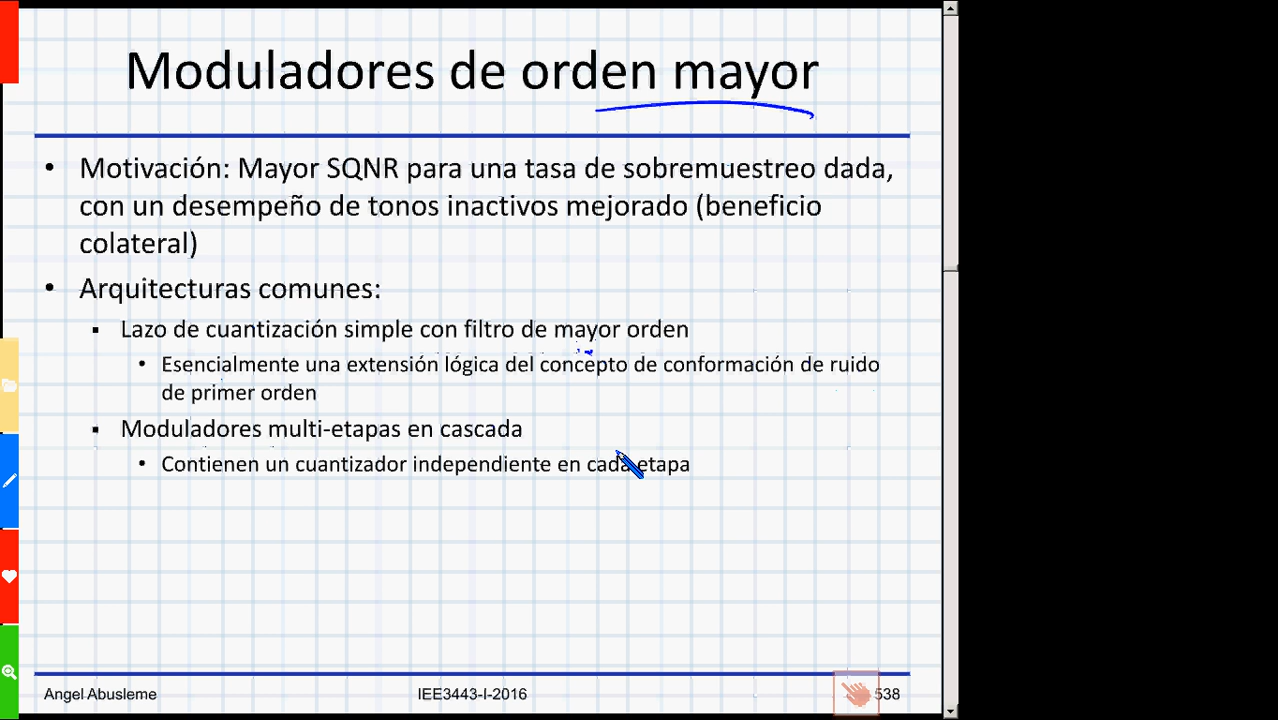 Moduladores de orden mayor
• Motivación: Mayor SQNR para una tasa de sobremuestreo dada,
con un desempeño de tonos inactivos mejorado (beneficio
colateral)
• Arquitecturas comunes:
▪ Lazo de cuantización simple con filtro de mayor orden
• Esencialmente una extensión lógica del concepto de conformación de ruido
de primer orden
▪ Moduladores multi-etapas en cascada
• Contienen un cuantizador independiente en cada etapa
Angel Abusleme IEE3443-I-2016 538